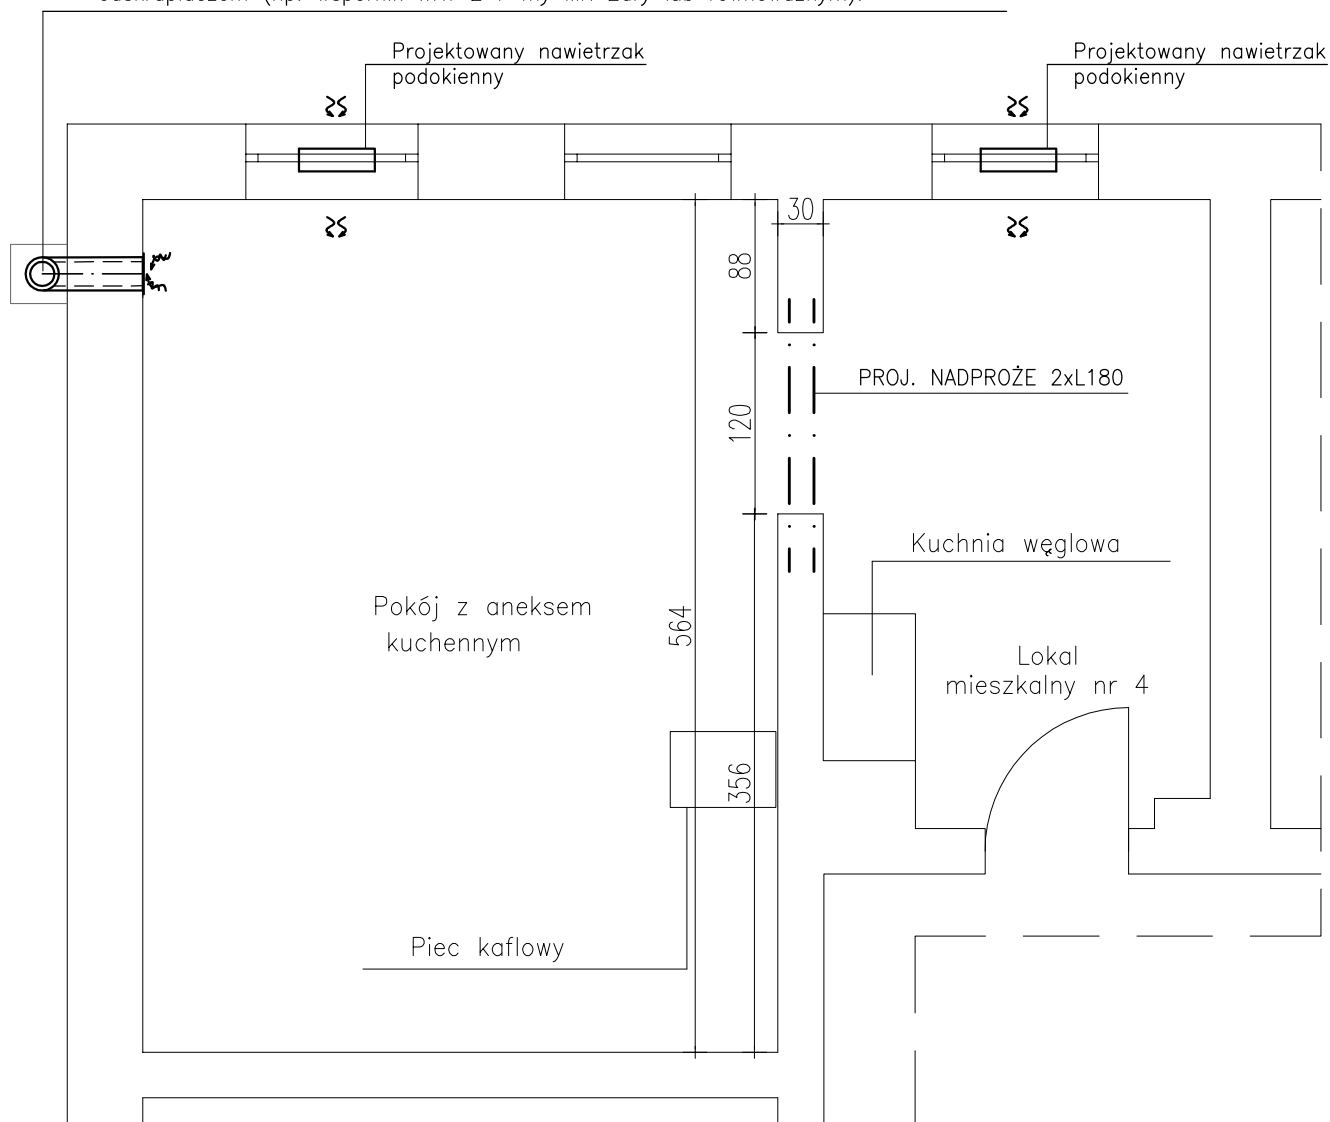 Projektowany nawietrzak
podokienny
Projektowany nawietrzak
podokienny
30
88
PROJ. NADPROŻE 2xL180
120
Kuchnia węglowa
Pokój z aneksem
kuchennym
564
Lokal
mieszkalny nr 4
356
Piec kaflowy